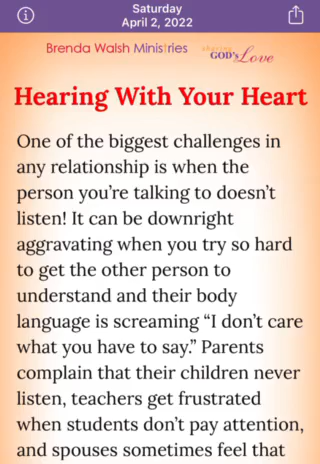 Saturday
April 2, 2022
Brenda Walsh Ministries
sharing
GOD'S Love
Hearing With Your Heart
One of the biggest challenges in
any relationship is when the
person you’re talking to doesn’t
listen! It can be downright
aggravating when you try so hard
to get the other person to
understand and their body
language is screaming “I don’t care
what you have to say.” Parents
complain that their children never
listen, teachers get frustrated
when students don’t pay attention,
and spouses sometimes feel that